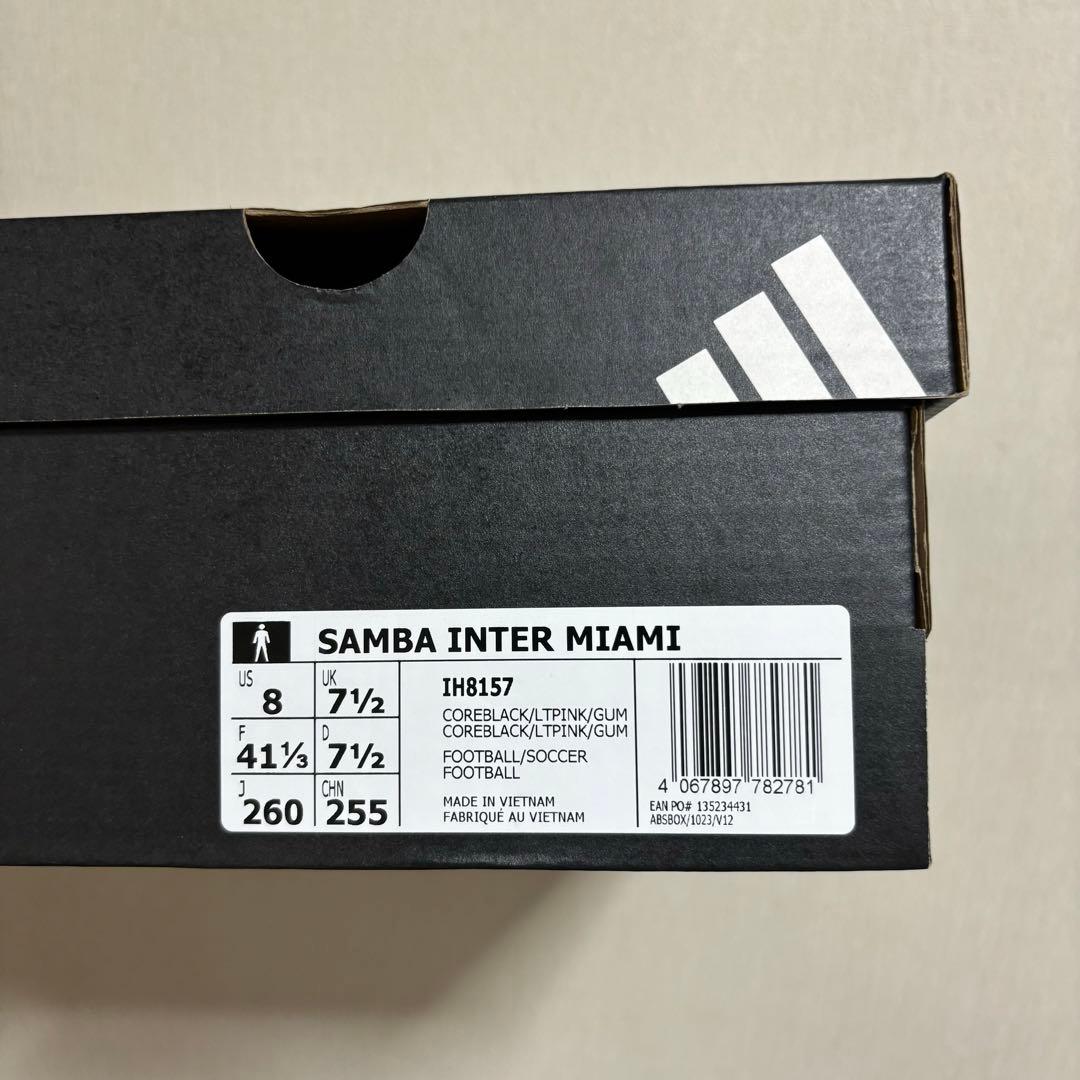 SAMBA INTER MIAMI
US 8 UK 7½
F 41⅓ D 7½
J 260 CHN 255
IH8157
COREBLACK/LTPINK/GUM
COREBLACK/LTPINK/GUM
FOOTBALL/SOCCER
FOOTBALL
MADE IN VIETNAM
FABRIQUÉ AU VIETNAM
4 067897 782781
EAN PO# 135234431
ABSBOX/1023/V12